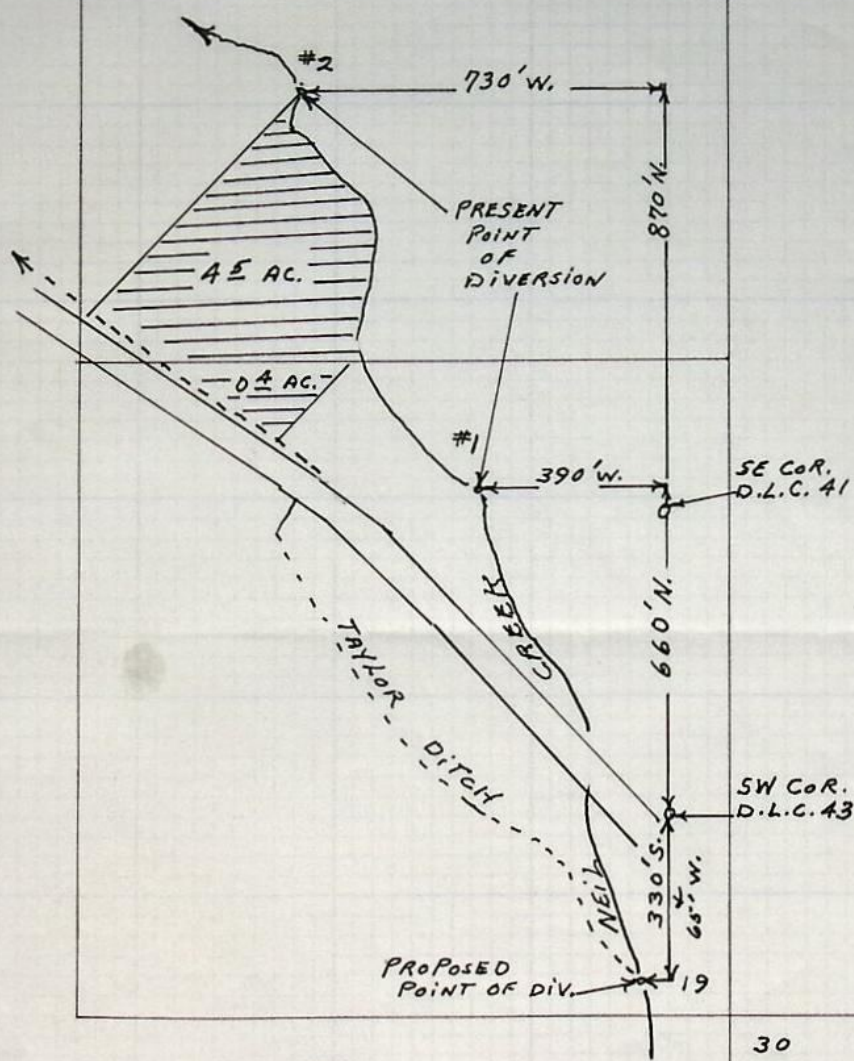 #2
730' W.
870' N.
PRESENT
POINT
OF
DIVERSION
4 5 AC.
0 4 AC.
#1
390' W.
SE COR.
D.L.C. 41
660' N.
CREEK
TAYLOR
DITCH
SW COR.
D.L.C. 43
NEIL
330' S.
&
65' W.
PROPOSED
POINT OF DIV.
19
30